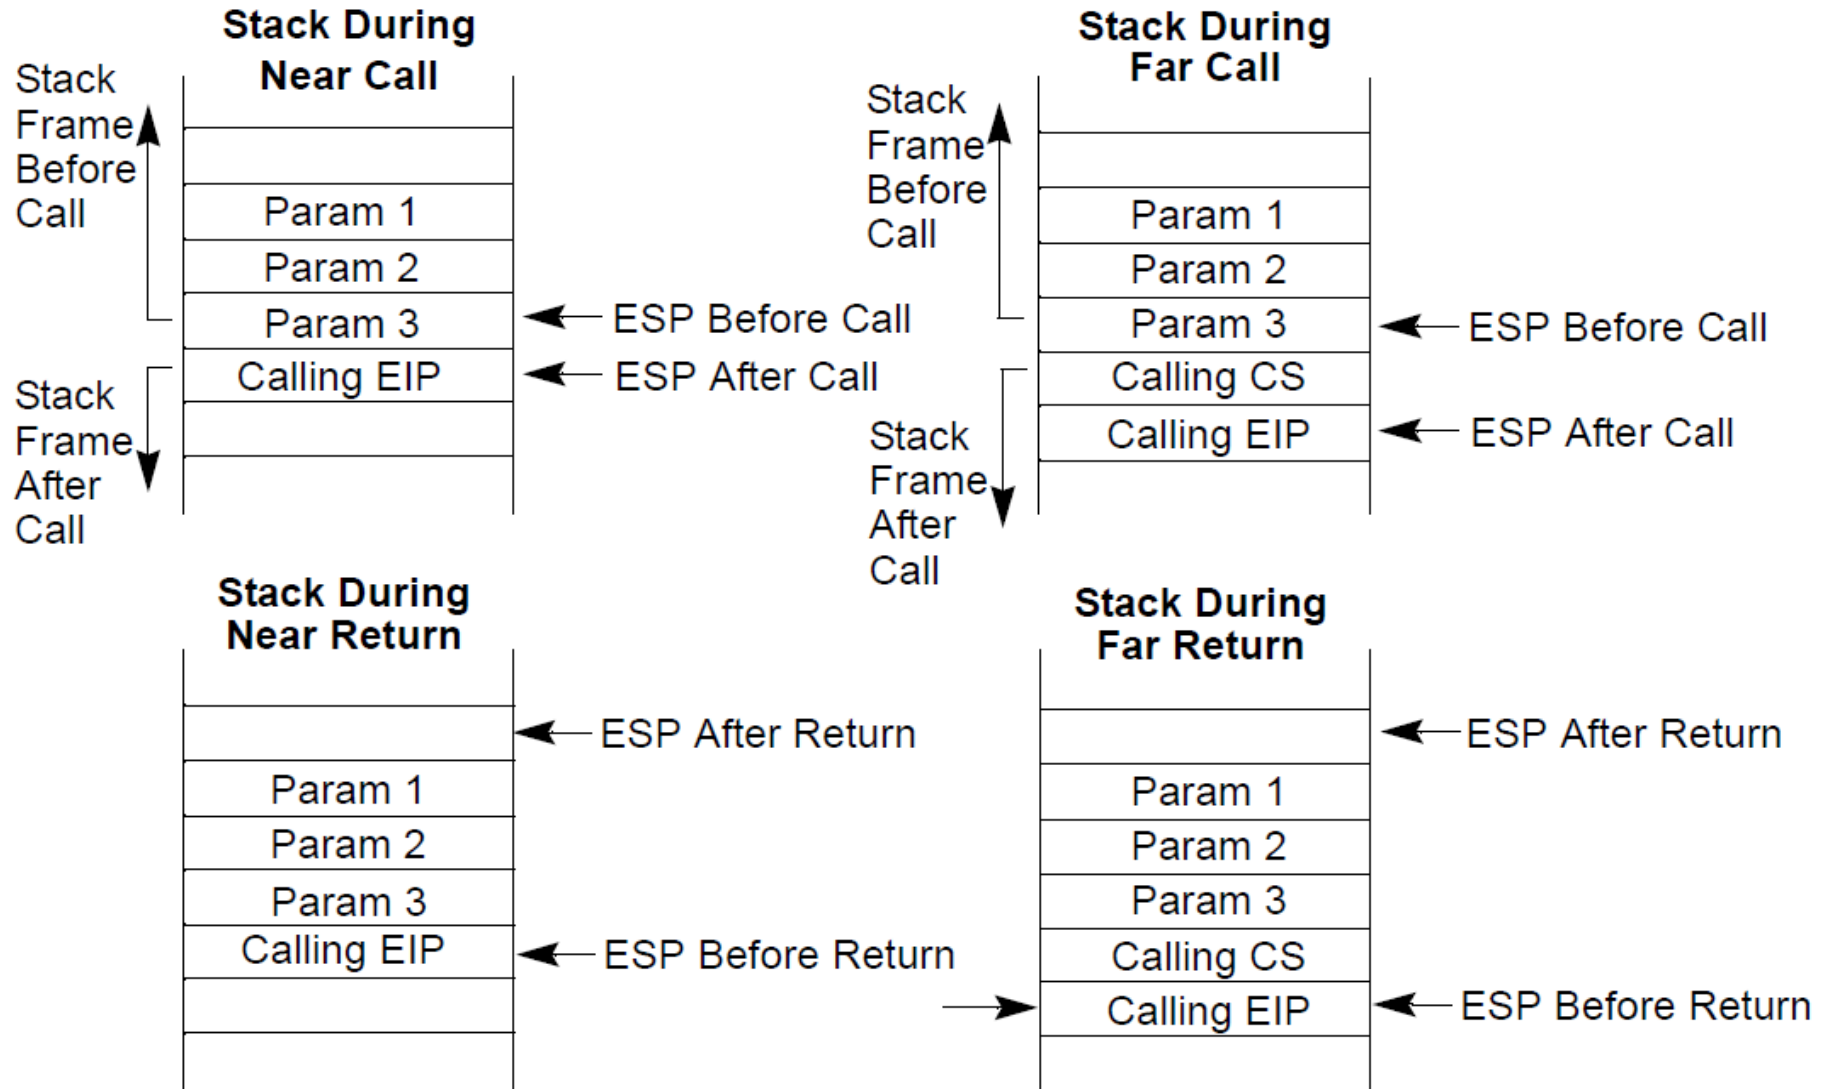 Stack During
Near Call
Stack
Frame
Before
Call
Param 1
Param 2
Param 3
Calling EIP
ESP Before Call
ESP After Call
Stack
Frame
After
Call
Stack During
Far Call
Stack
Frame
Before
Call
Param 1
Param 2
Param 3
Calling CS
Calling EIP
ESP Before Call
ESP After Call
Stack
Frame
After
Call
Stack During
Near Return
ESP After Return
Param 1
Param 2
Param 3
Calling EIP
ESP Before Return
Stack During
Far Return
ESP After Return
Param 1
Param 2
Param 3
Calling CS
Calling EIP
ESP Before Return